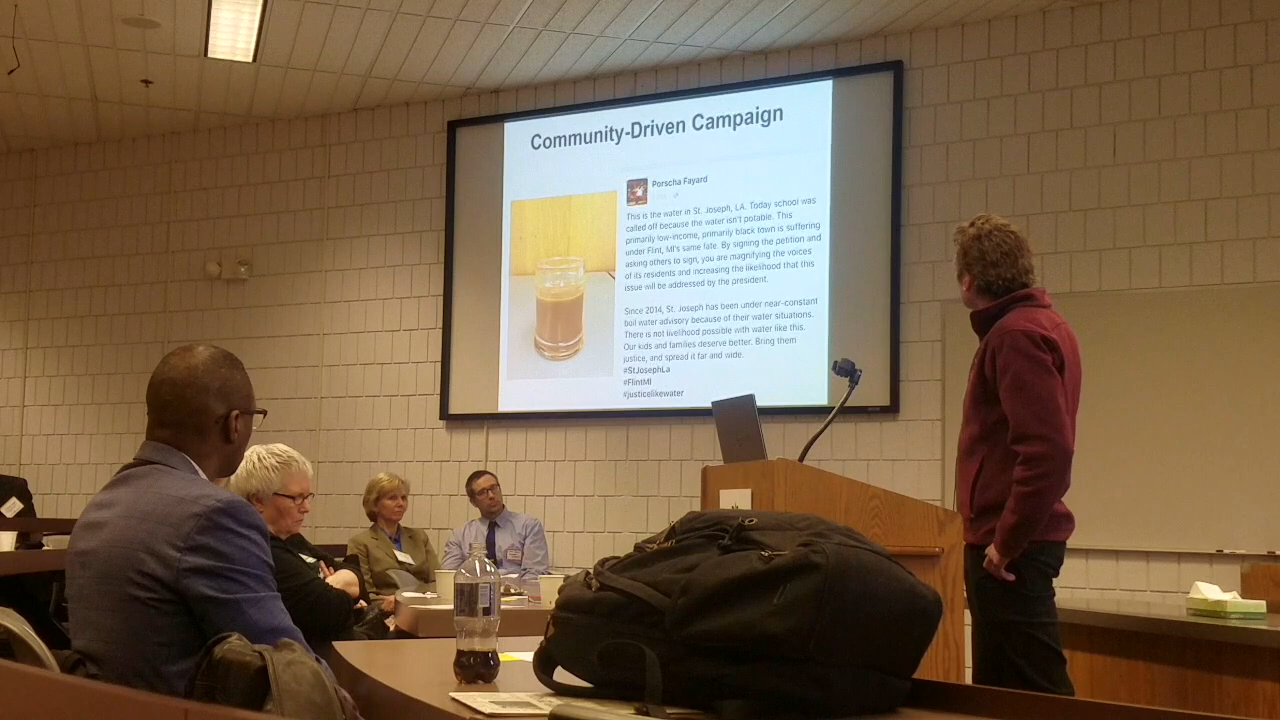 Community-Driven Campaign
Porscha Fayard
This is the water in St. Joseph, LA. Today school was
called off because the water isn't potable. This
primarily low-income, primarily black town is suffering
under Flint, MI's same fate. By signing the petition and
asking others to sign, you are magnifying the voices
of its residents and increasing the likelihood that this
issue will be addressed by the president.
Since 2014, St. Joseph has been under near-constant
boil water advisory because of their water situations.
There is not livelihood possible with water like this.
Our kids and families deserve better. Bring them
justice, and spread it far and wide.
#StJosephLa
#FlintMI
#justicelikewater